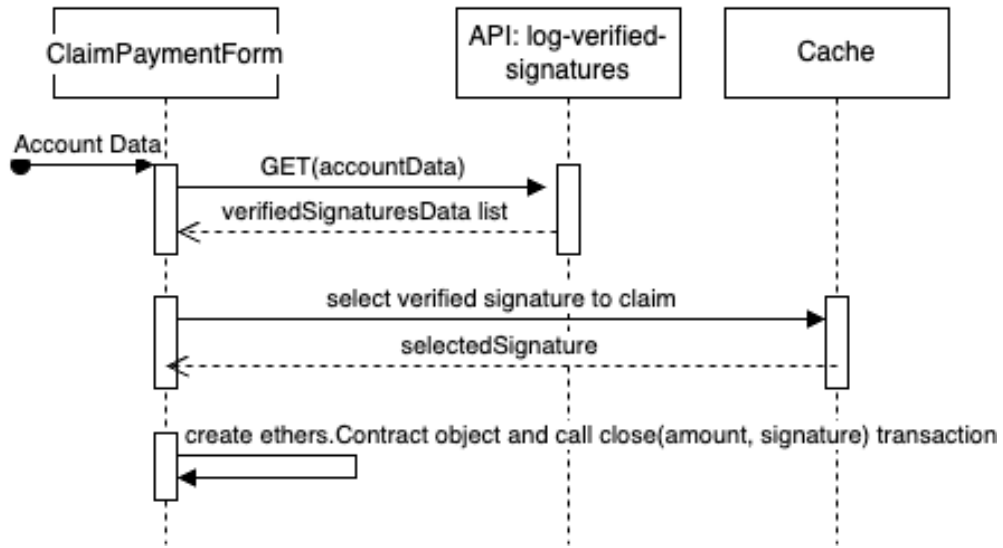 ClaimPaymentForm
API: log-verified-
signatures
Cache
Account Data
GET(accountData)
verifiedSignaturesData list
select verified signature to claim
selectedSignature
create ethers.Contract object and call close(amount, signature) transaction